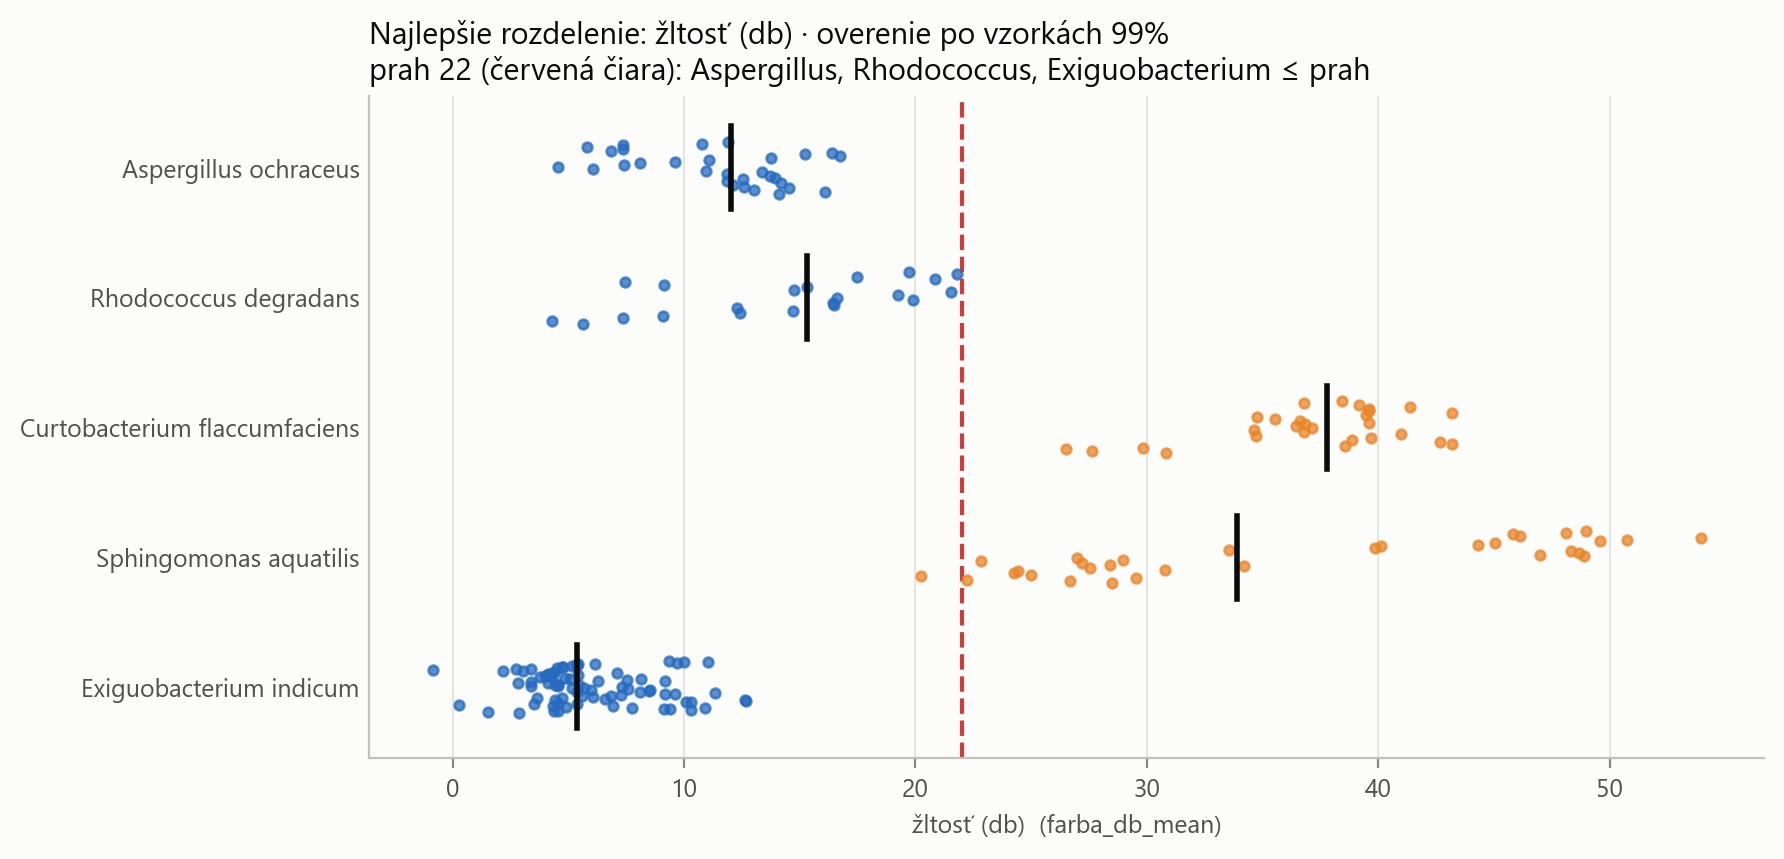 Najlepšie rozdelenie: žltosť (db) · overenie po vzorkách 99%
prah 22 (červená čiara): Aspergillus, Rhodococcus, Exiguobacterium ≤ prah
Aspergillus ochraceus
Rhodococcus degradans
Curtobacterium flaccumfaciens
Sphingomonas aquatilis
Exiguobacterium indicum
0 10 20 30 40 50
žltosť (db) (farba_db_mean)